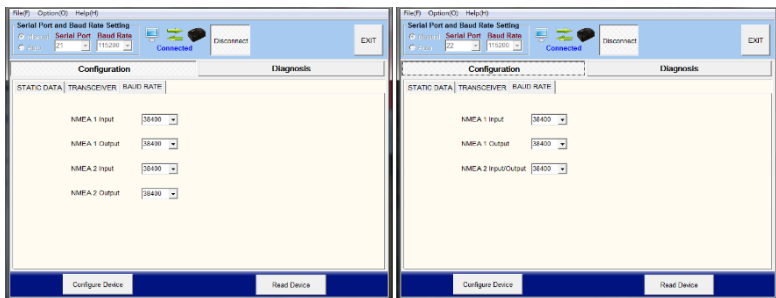 File(F) Option(O) Help(H)
Serial Port and Baud Rate Setting
Serial Port Baud Rate
21 115200
Connected
Disconnect
EXIT
Configuration Diagnosis
STATIC DATA TRANSCEIVER BAUD RATE
NMEA 1 Input 38400
NMEA 1 Output 38400
NMEA 2 Input 38400
NMEA 2 Output 38400
Configure Device Read Device
File(F) Option(O) Help(H)
Serial Port and Baud Rate Setting
Serial Port Baud Rate
22 115200
Connected
Disconnect
EXIT
Configuration Diagnosis
STATIC DATA TRANSCEIVER BAUD RATE
NMEA 1 Input 38400
NMEA 1 Output 38400
NMEA 2 Input/Output 38400
Configure Device Read Device